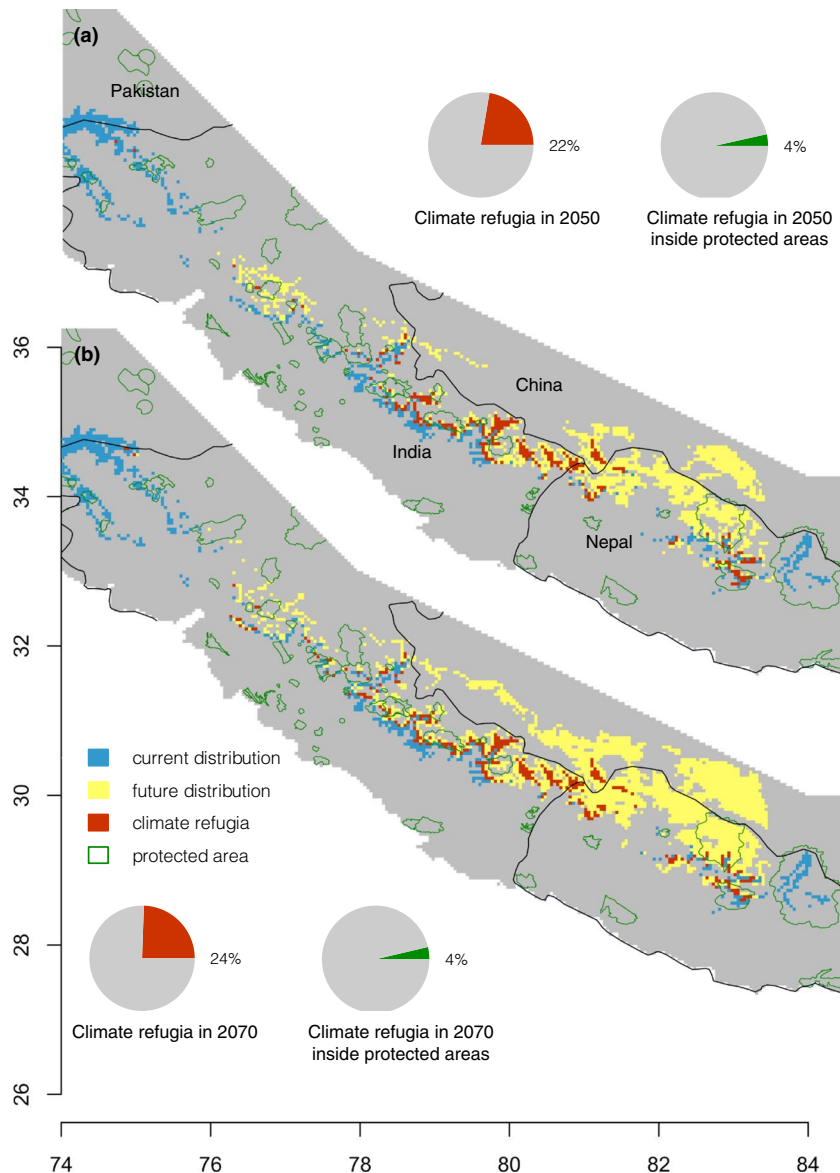 (a)
Pakistan
22%
4%
Climate refugia in 2050
Climate refugia in 2050
inside protected areas
36
(b)
China
India
34
Nepal
32
current distribution
30
future distribution
climate refugia
protected area
28
24%
4%
Climate refugia in 2070
Climate refugia in 2070
inside protected areas
26
74
76
78
79
80
82
84